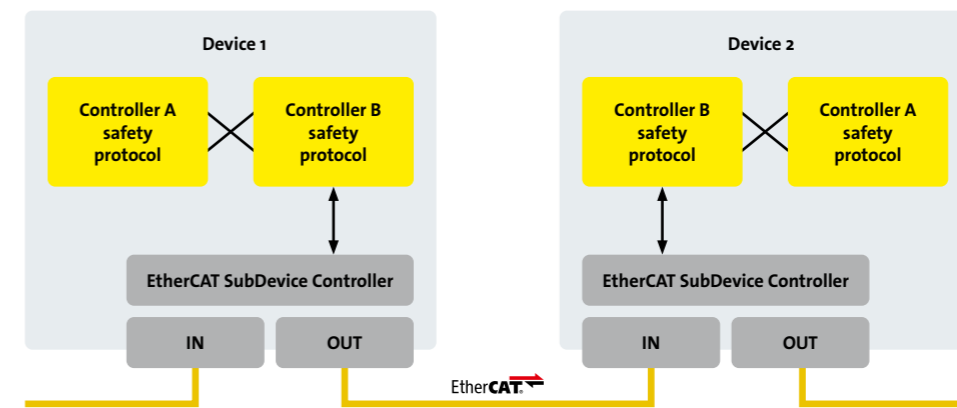 Device 1
Controller A
safety
protocol
Controller B
safety
protocol
EtherCAT SubDevice Controller
IN
OUT
EtherCAT®
Device 2
Controller B
safety
protocol
Controller A
safety
protocol
EtherCAT SubDevice Controller
IN
OUT